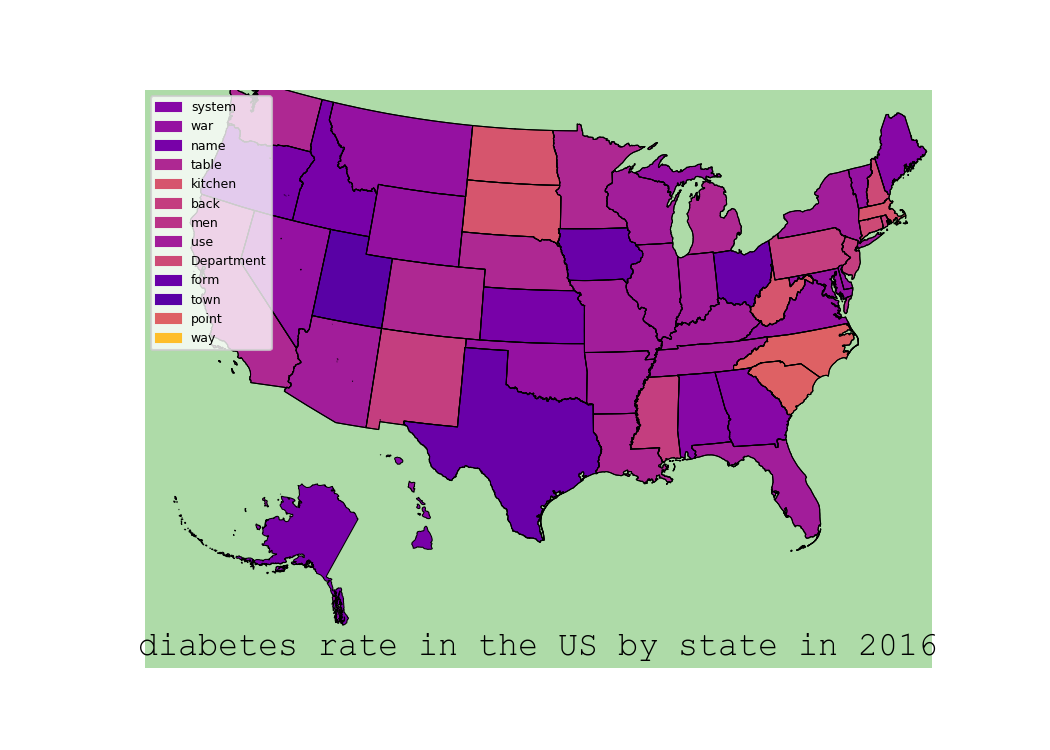 system
war
name
table
kitchen
back
men
use
Department
form
town
point
way
diabetes rate in the US by state in 2016